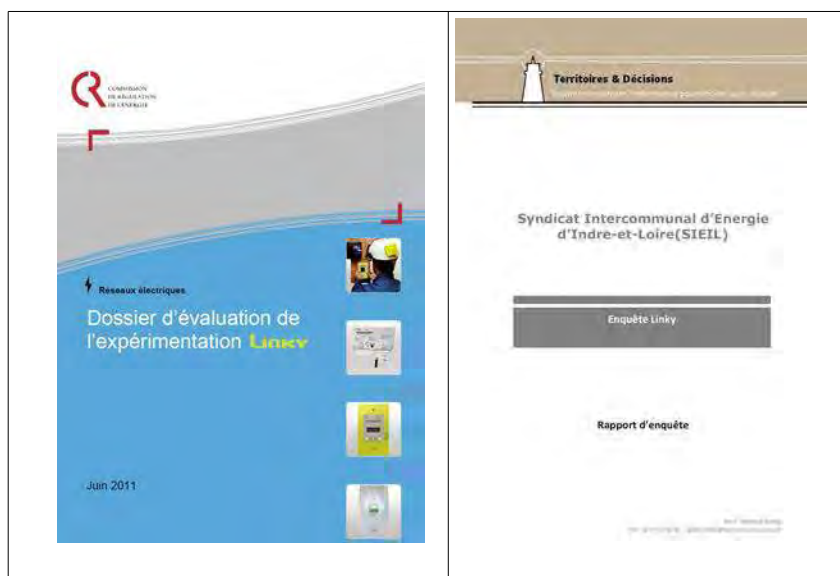 COMMISSION
DE RÉGULATION
DE L'ÉNERGIE
Réseaux électriques
Dossier d'évaluation de
l'expérimentation Linky
Juin 2011
Territoires & Décisions
Syndicat Intercommunal d'Energie
d'Indre-et-Loire(SIEIL)
Enquête Linky
Rapport d'enquête